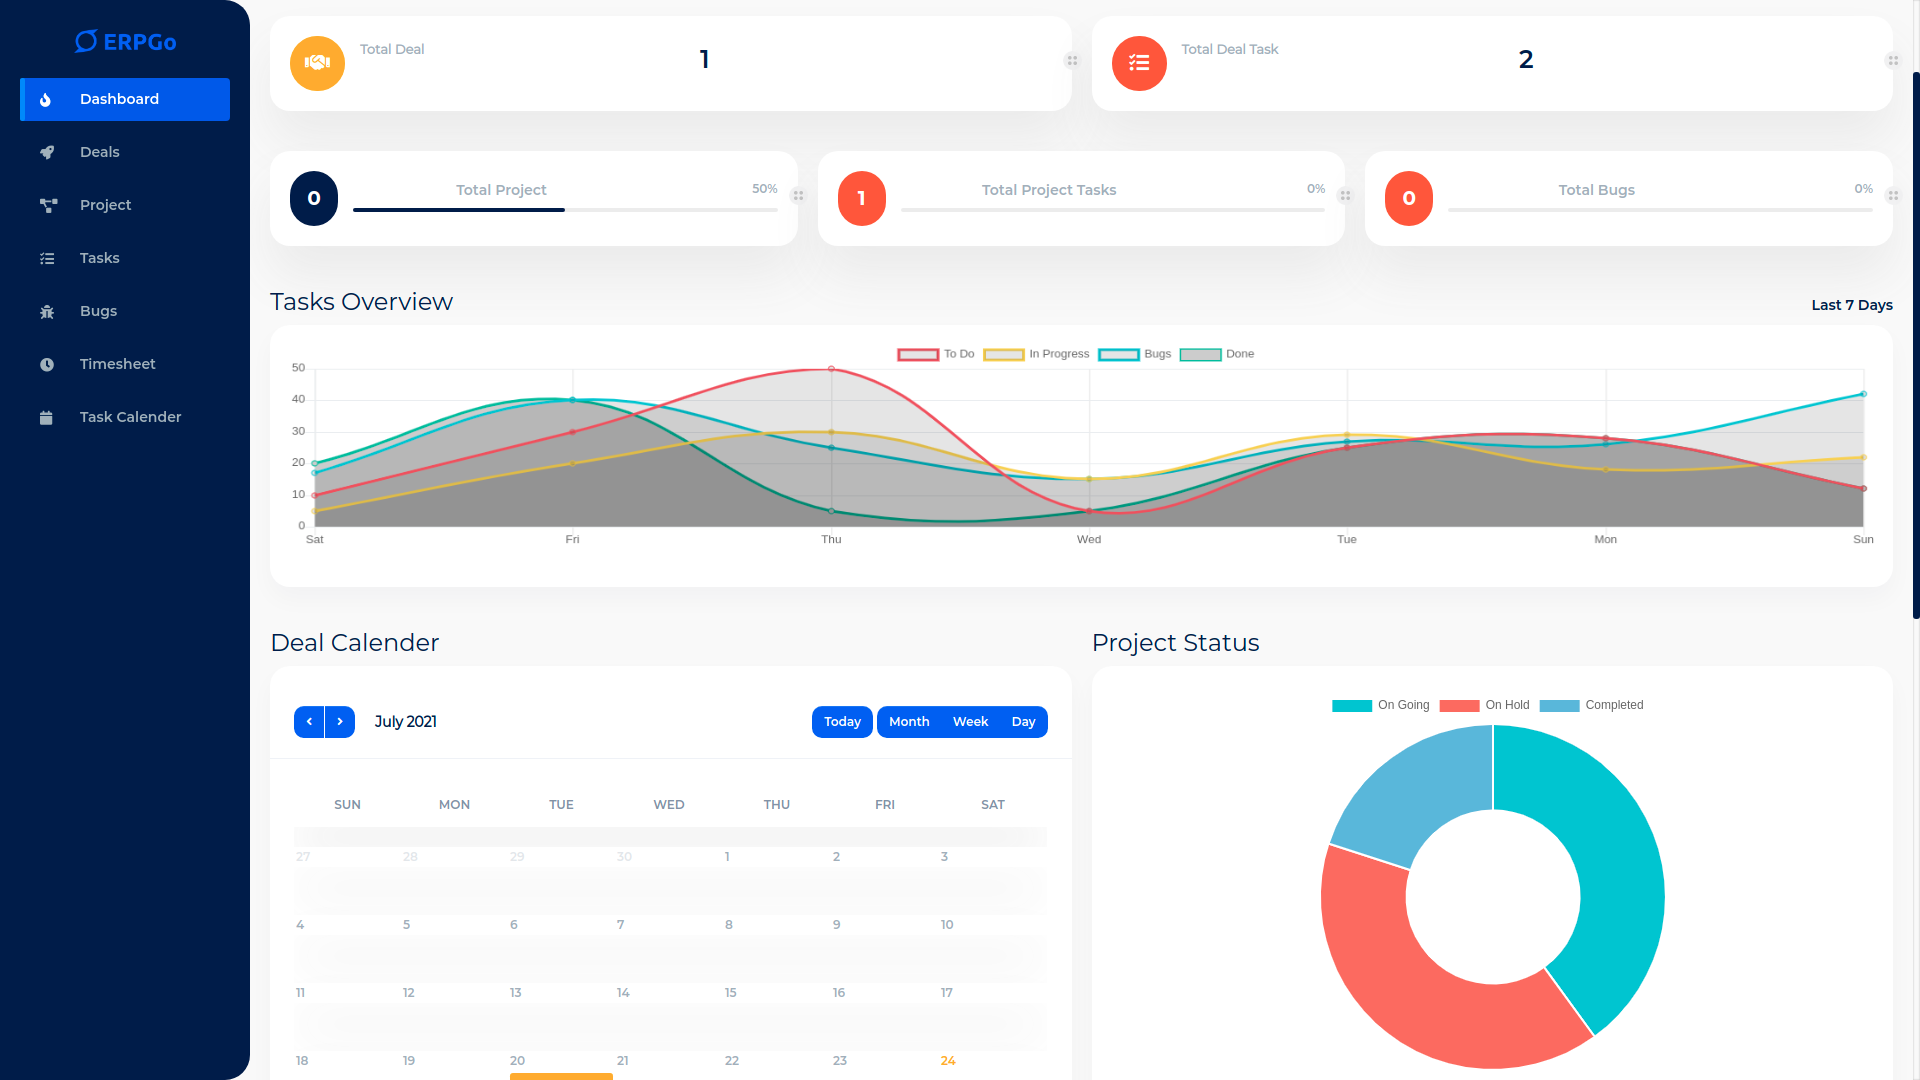 ERPGo
Dashboard
Deals
Project
Tasks
Bugs
Timesheet
Task Calender
Total Deal
1
Total Deal Task
2
0
Total Project
50%
1
Total Project Tasks
0%
0
Total Bugs
0%
Tasks Overview
Last 7 Days
To Do In Progress Bugs Done
50
40
30
20
10
0
Sat Fri Thu Wed Tue Mon Sun
Deal Calender
July 2021
Today Month Week Day
SUN MON TUE WED THU FRI SAT
27 28 29 30 1 2 3
4 5 6 7 8 9 10
11 12 13 14 15 16 17
18 19 20 21 22 23 24
Project Status
On Going On Hold Completed